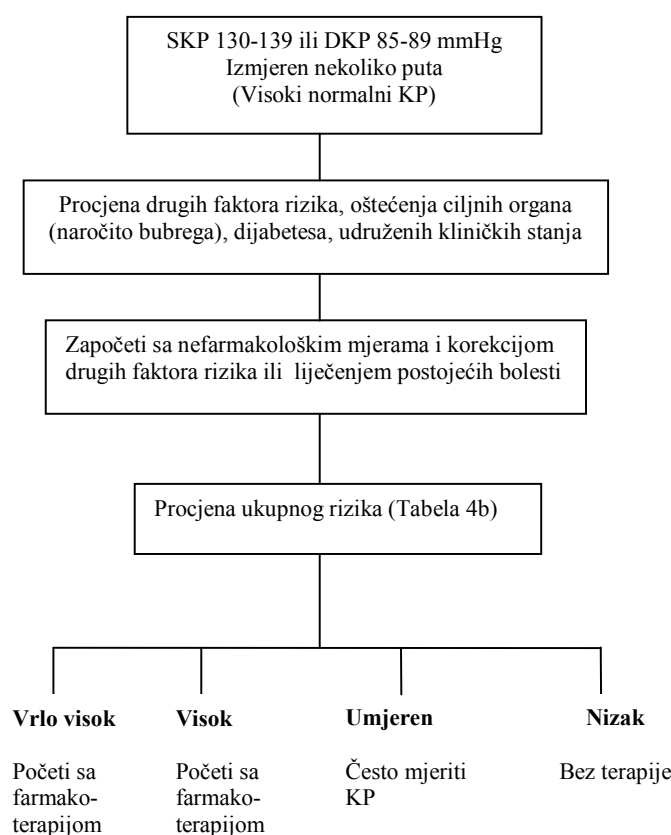 SKP 130-139 ili DKP 85-89 mmHg
Izmjeren nekoliko puta
(Visoki normalni KP)
Procjena drugih faktora rizika, oštećenja ciljnih organa
(naročito bubrega), dijabetesa, udruženih kliničkih stanja
Započeti sa nefarmakološkim mjerama i korekcijom
drugih faktora rizika ili liječenjem postojećih bolesti
Procjena ukupnog rizika (Tabela 4b)
Vrlo visok
Početi sa
farmako-
terapijom
Visok
Početi sa
farmako-
terapijom
Umjeren
Često mjeriti
KP
Nizak
Bez terapije